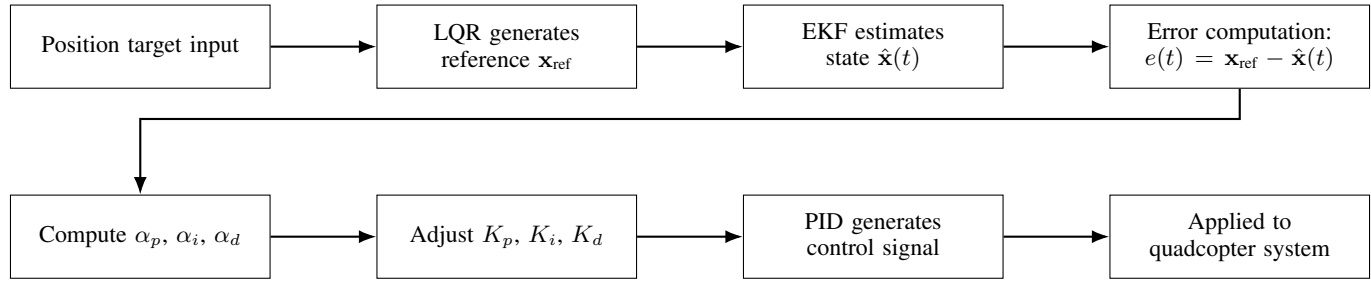 Position target input
LQR generates
reference x_ref
EKF estimates
state x̂(t)
Error computation:
e(t) = x_ref − x̂(t)
Compute α_p, α_i, α_d
Adjust K_p, K_i, K_d
PID generates
control signal
Applied to
quadcopter system